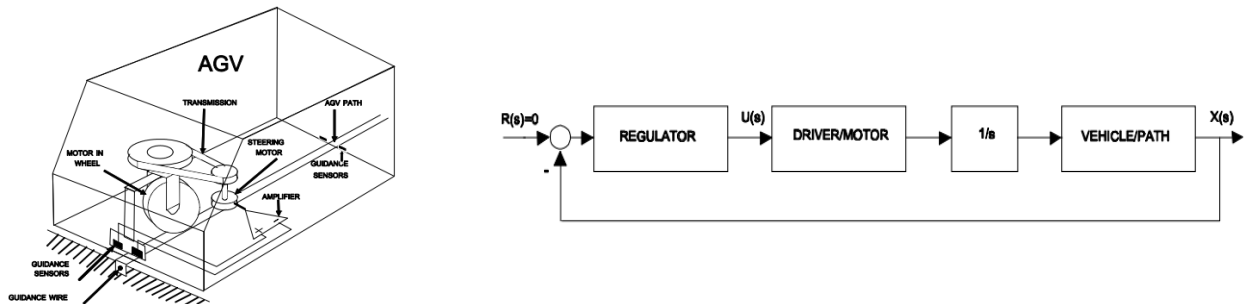 AGV
TRANSMISSION
AGV PATH
STEERING
MOTOR
MOTOR IN
WHEEL
GUIDANCE
SENSORS
AMPLIFIER
-
+
GUIDANCE
SENSORS
GUIDANCE WIRE
R(s)=0
REGULATOR
U(s)
DRIVER/MOTOR
1/s
VEHICLE/PATH
X(s)
-